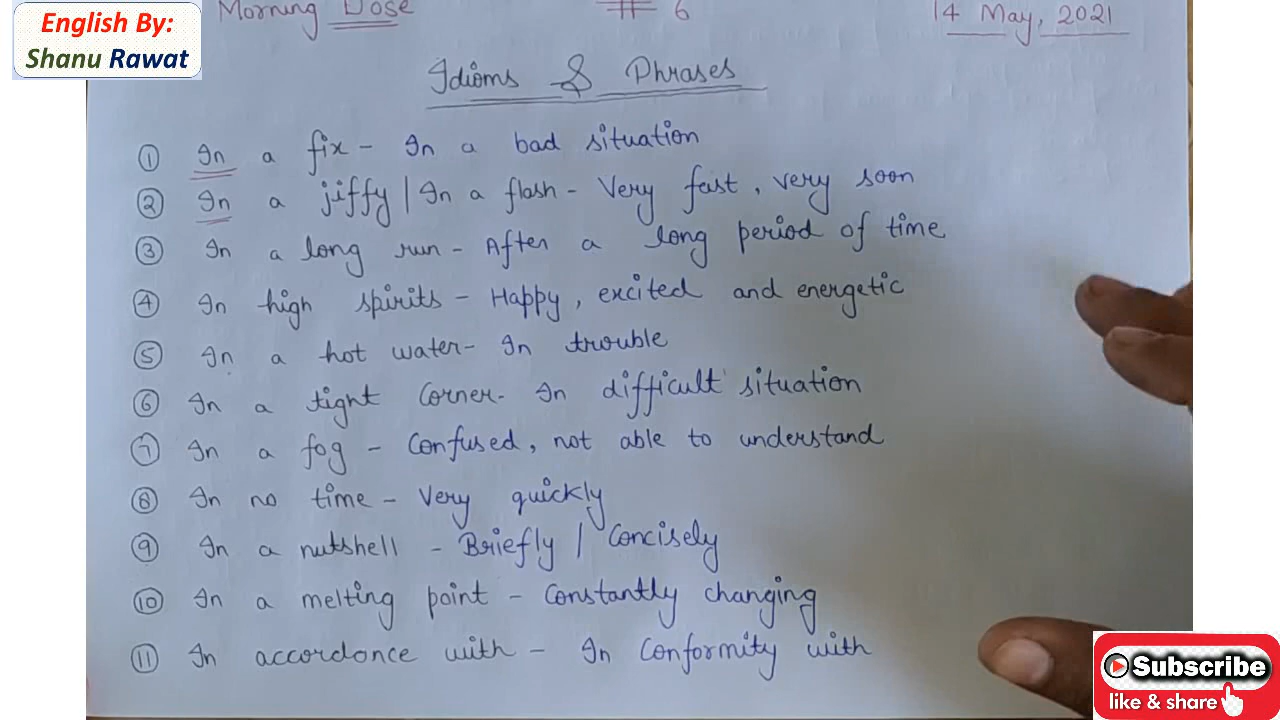 English By:
Shanu Rawat
Morning Dose # 6 14 May, 2021
Idioms & Phrases
① In a fix - In a bad situation
② In a jiffy | In a flash - Very fast, very soon
③ In a long run - After a long period of time
④ In high spirits - Happy, excited and energetic
⑤ In a hot water - In trouble
⑥ In a tight corner - In difficult situation
⑦ In a fog - Confused, not able to understand
⑧ In no time - Very quickly
⑨ In a nutshell - Briefly | Concisely
⑩ In a melting point - Constantly changing
⑪ In accordonce with - In conformity with
Subscribe
like & share